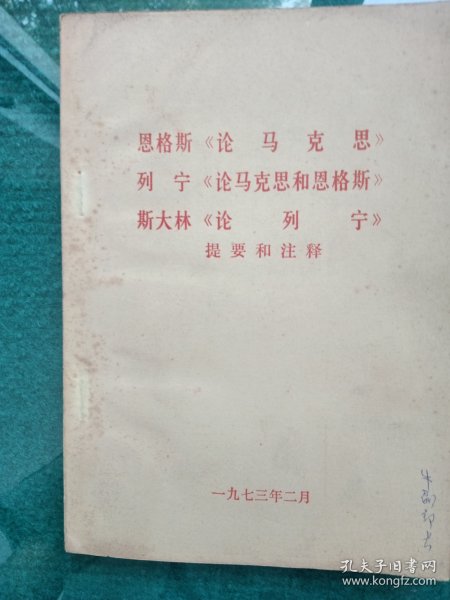 恩格斯《论马克思》
列宁《论马克思和恩格斯》
斯大林《论列宁》
提要和注释
一九七三年二月
孔夫子旧书网
www.kongfz.com